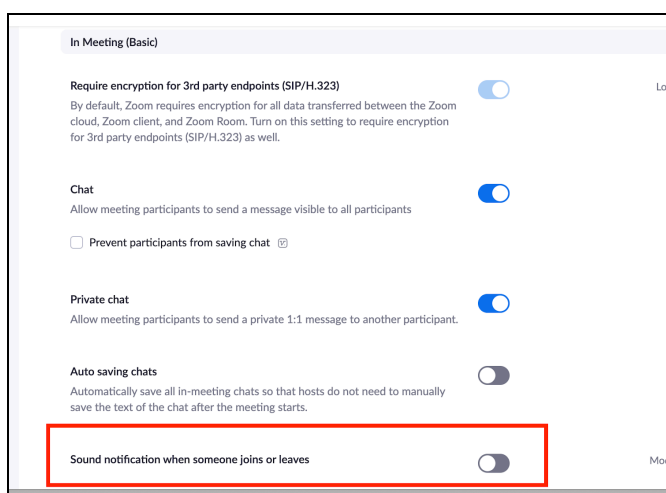 In Meeting (Basic)
Require encryption for 3rd party endpoints (SIP/H.323)
By default, Zoom requires encryption for all data transferred between the Zoom
cloud, Zoom client, and Zoom Room. Turn on this setting to require encryption
for 3rd party endpoints (SIP/H.323) as well.
Lo
Chat
Allow meeting participants to send a message visible to all participants
Prevent participants from saving chat
Private chat
Allow meeting participants to send a private 1:1 message to another participant.
Auto saving chats
Automatically save all in-meeting chats so that hosts do not need to manually
save the text of the chat after the meeting starts.
Sound notification when someone joins or leaves